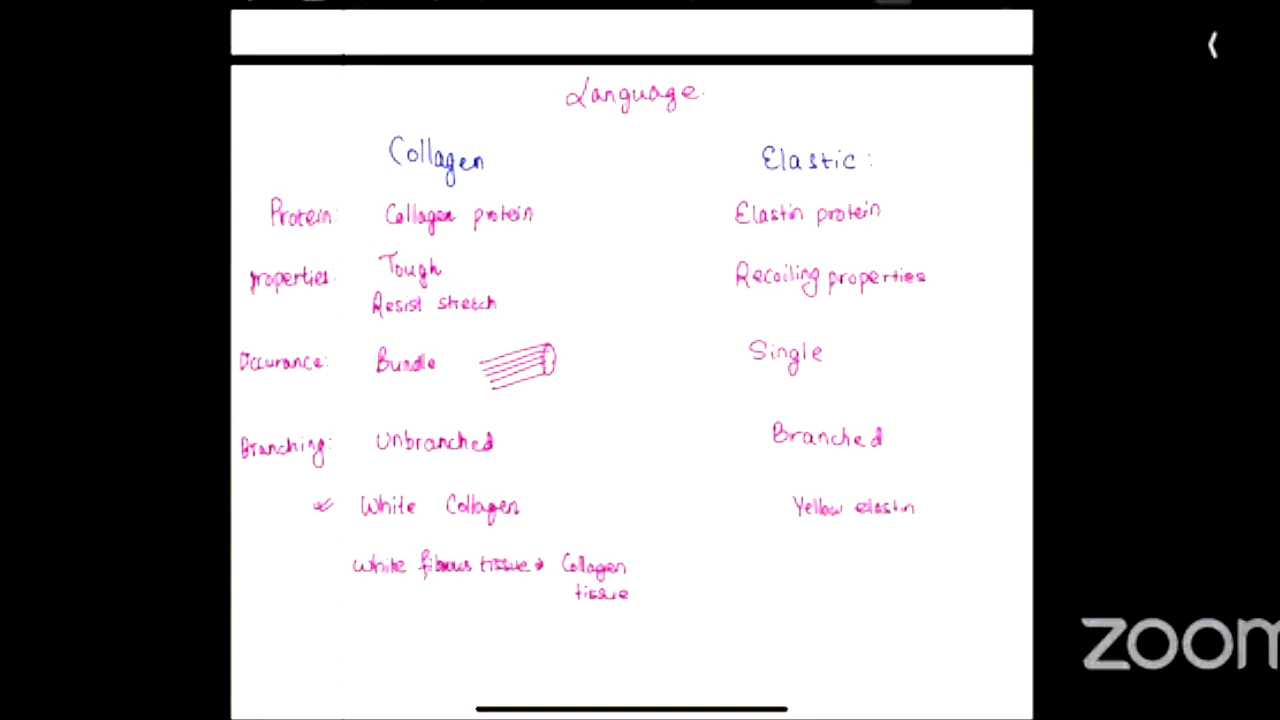 Language.
Collagen Elastic:
Protein: Collagen protein Elastin protein
Properties: Tough Recoiling properties
Resist stretch
Occurance: Bundle Single
Branching: Unbranched Branched
White Collagen Yellow elastin
White fibrous tissue → Collagen
tissue
zoom